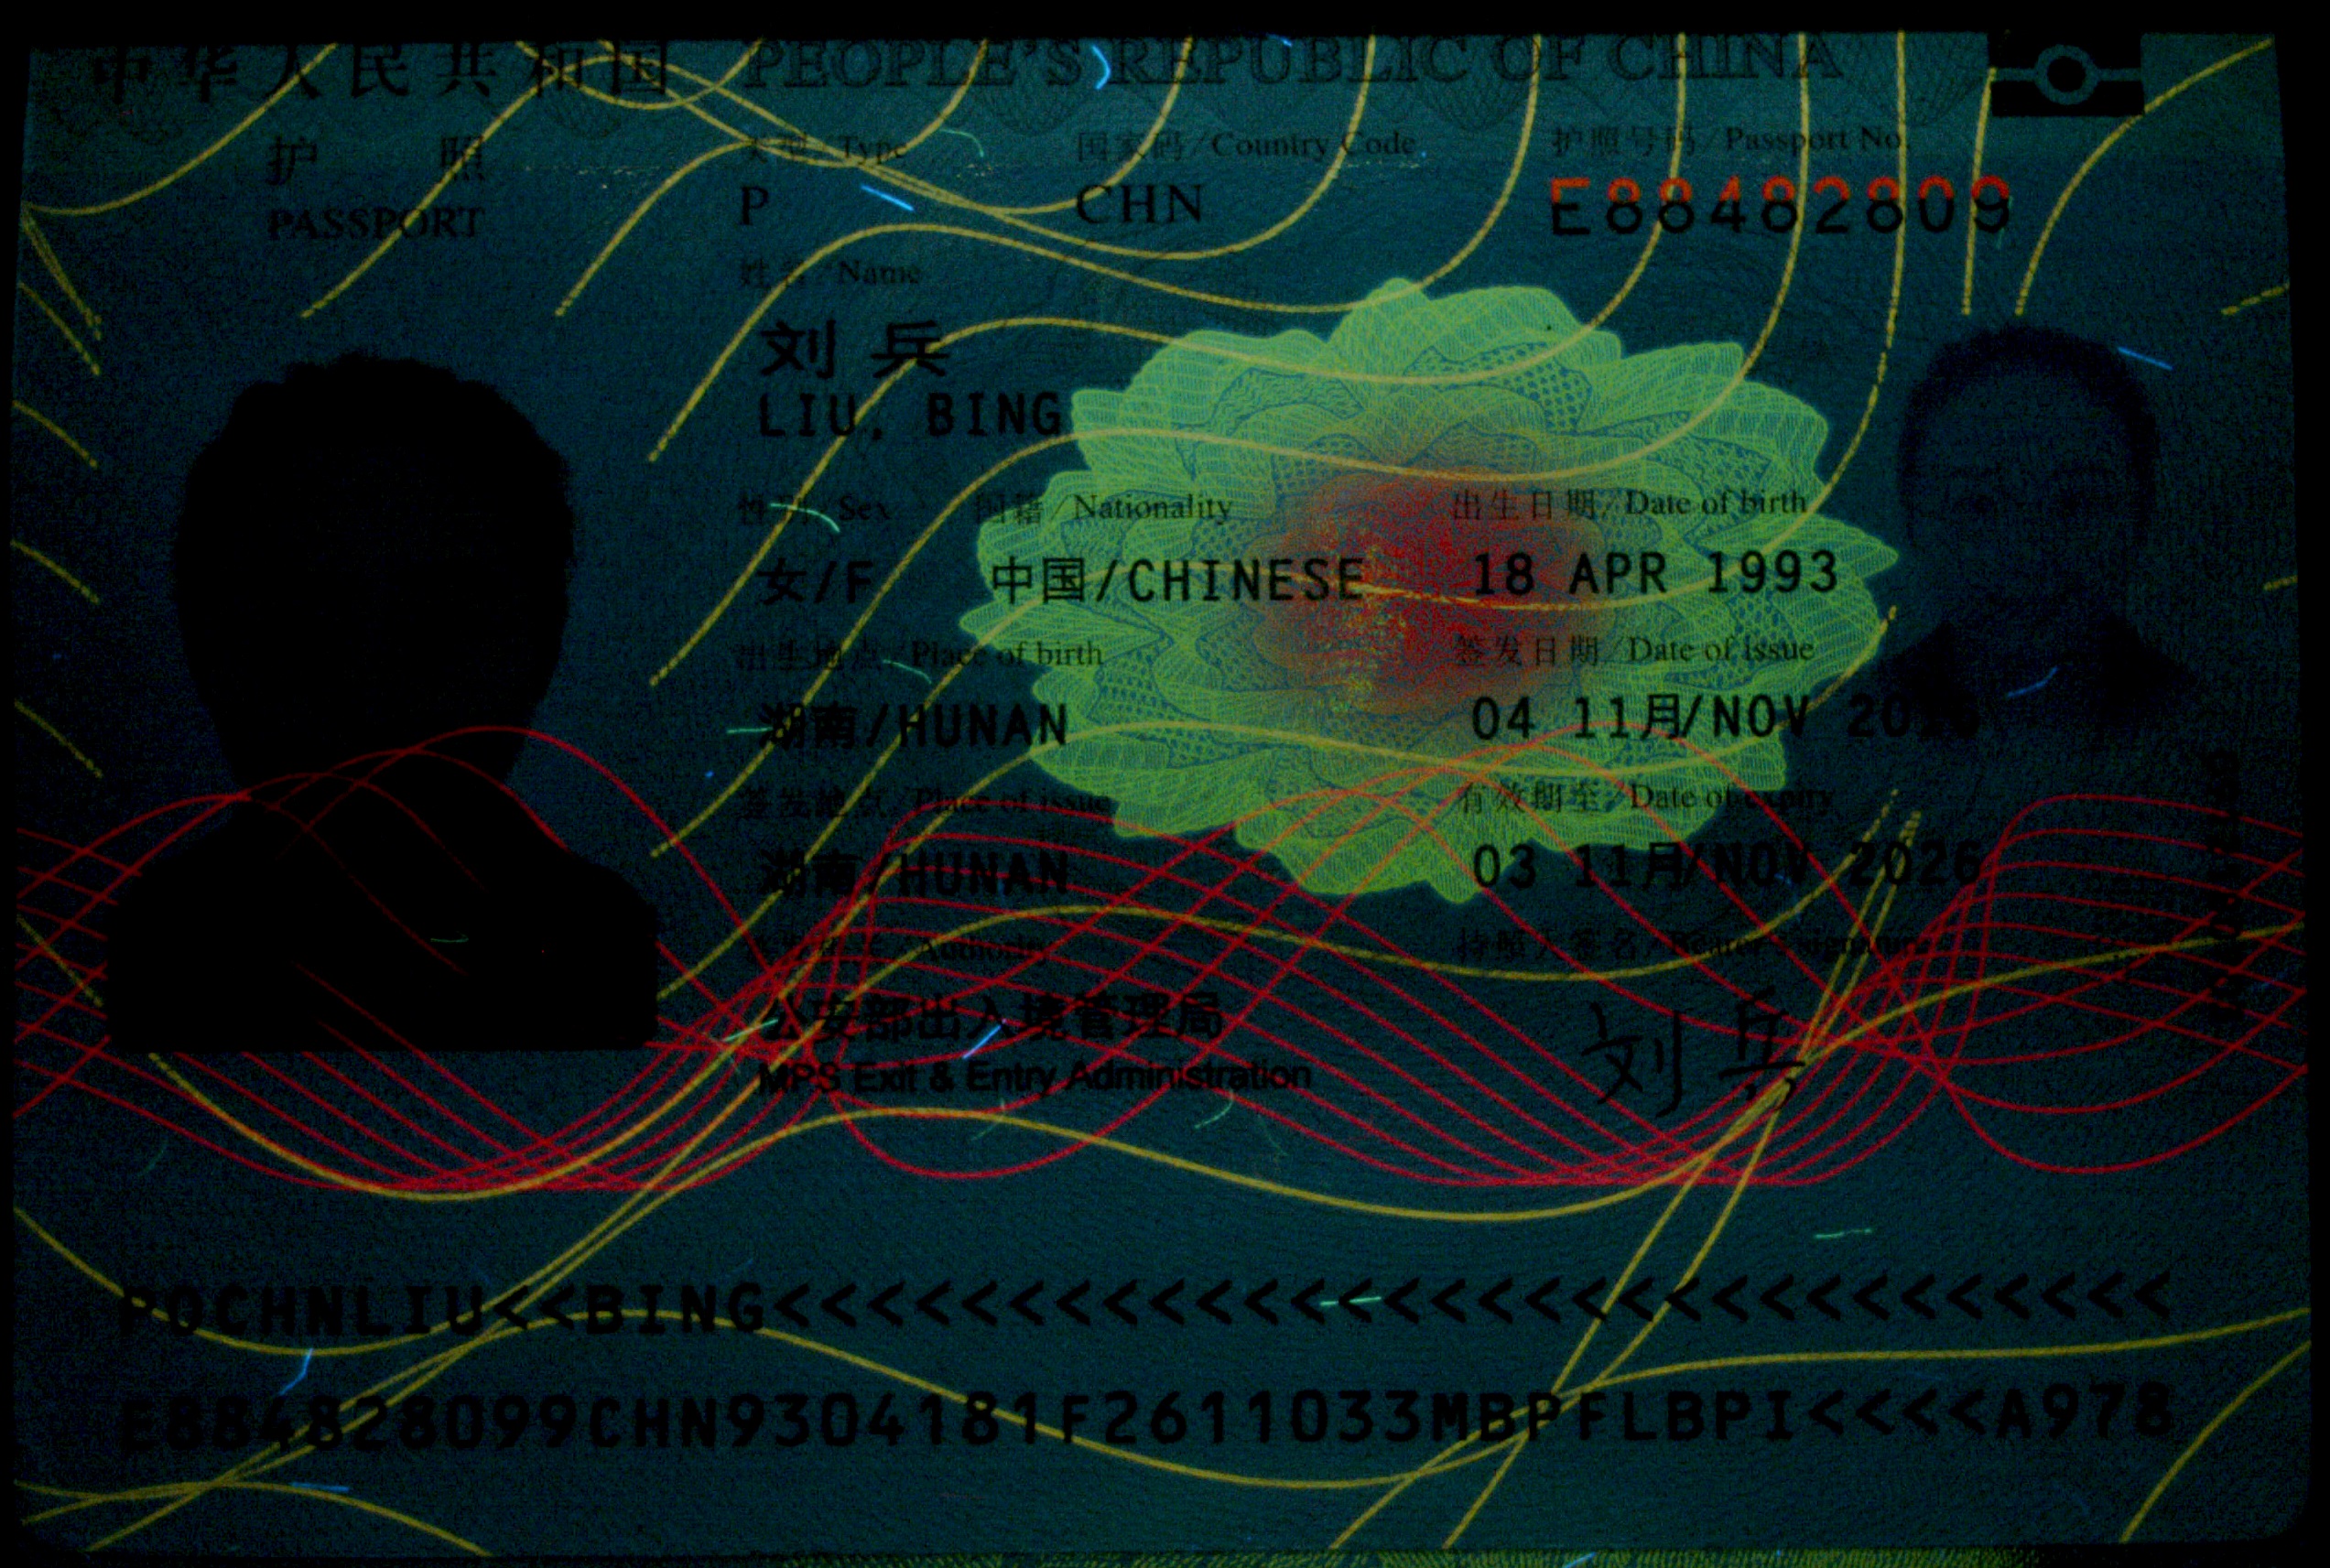 中华人民共和国 PEOPLE'S REPUBLIC OF CHINA
护 照
PASSPORT
类型/Type 国家码/Country Code 护照号码/Passport No.
P CHN E88482809
姓名/Name
刘兵
LIU, BING
性别/Sex 国籍/Nationality 出生日期/Date of birth
女/F 中国/CHINESE 18 APR 1993
出生地点/Place of birth 签发日期/Date of issue
湖南/HUNAN 04 11月/NOV
签发地点/Place of issue 有效期至/Date of expiry
湖南/HUNAN 03 11月/NOV 2026
签发机关/Authority 持照人签名/Bearer's signature
公安部出入境管理局
MPS Exit & Entry Administration
刘兵
POCHNLIU<<BING<<<<<<<<<<<<<<<<<<<<<<<<<<<<<<
E884828099CHN9304181F2611033MBPFLBPI<<<<A978